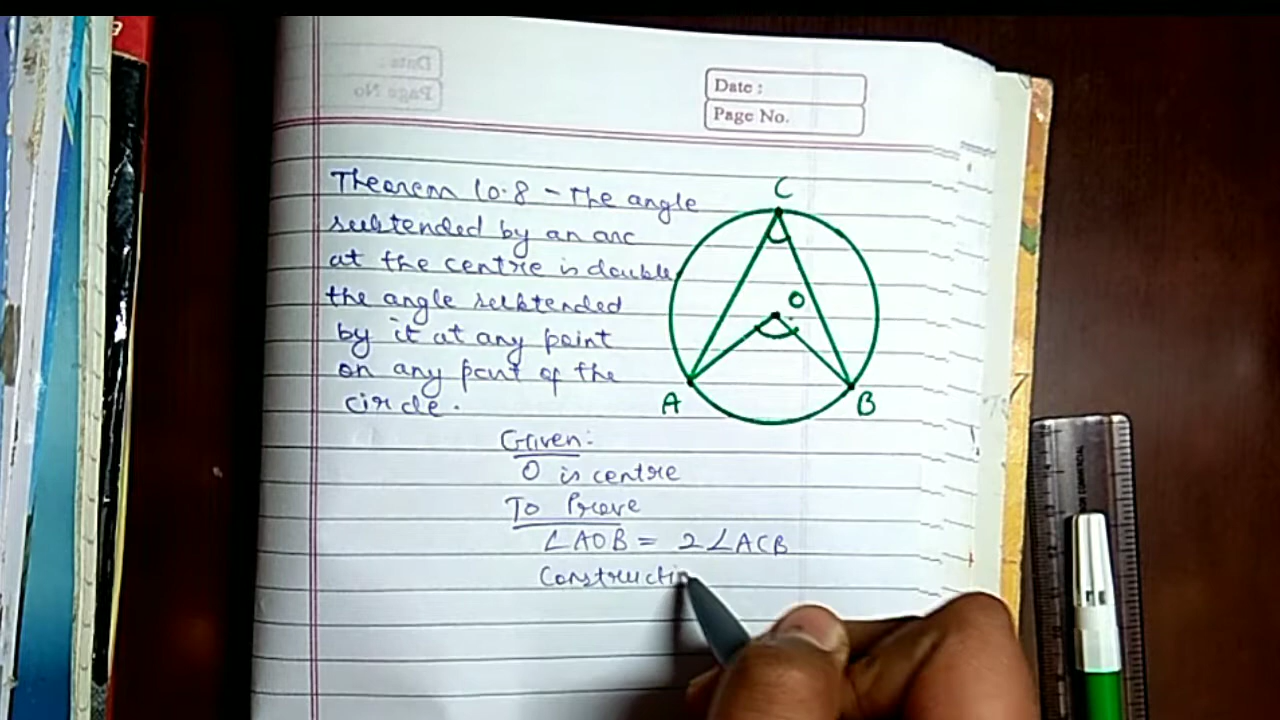 Date :
Page No.
Theorem 10.8 - The angle
subtended by an arc
at the centre is double
the angle subtended
by it at any point
on any part of the
circle.
C
O
A
B
Given:
O is centre
To Prove
∠AOB = 2∠ACB
Constructi